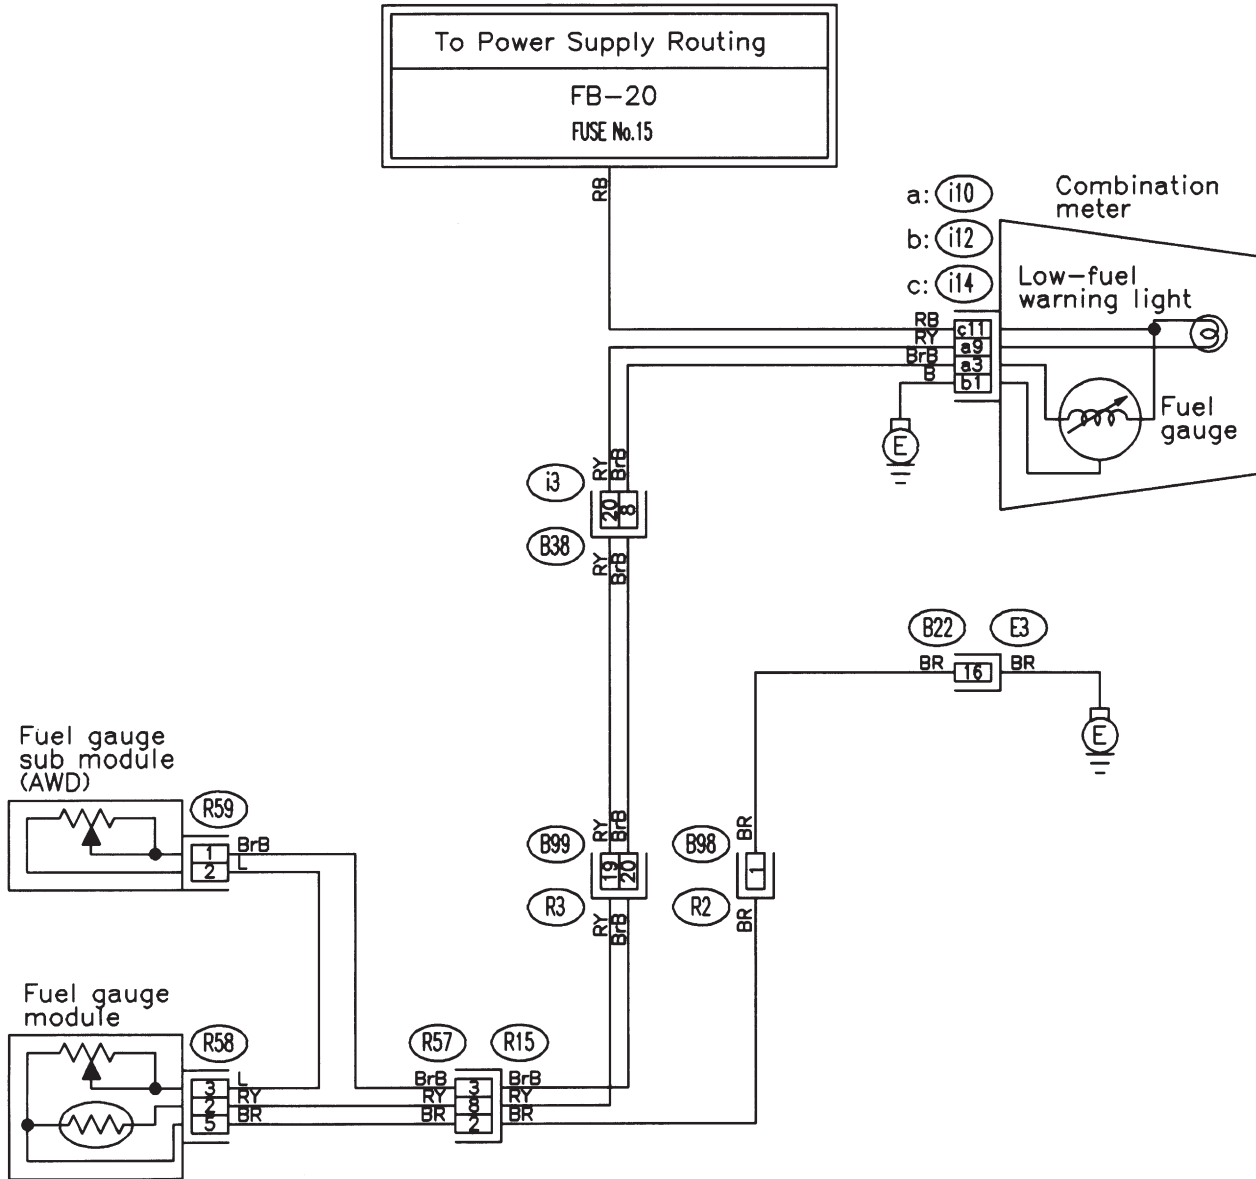 To Power Supply Routing
FB-20
FUSE No.15
RB
a: i10
b: i12
c: i14
Combination
meter
Low-fuel
warning light
RB
RY
BrB
B
c11
a9
a3
b1
Fuel
gauge
E
RY
BrB
i3
20
8
B38
RY
BrB
B22
E3
BR
16
BR
E
Fuel gauge
sub module
(AWD)
R59
1
2
BrB
L
RY
BrB
B99
19
20
R3
RY
BrB
BR
B98
1
R2
BR
Fuel gauge
module
R58
3
2
5
L
RY
BR
R57
R15
BrB
RY
BR
3
8
2
BrB
RY
BR